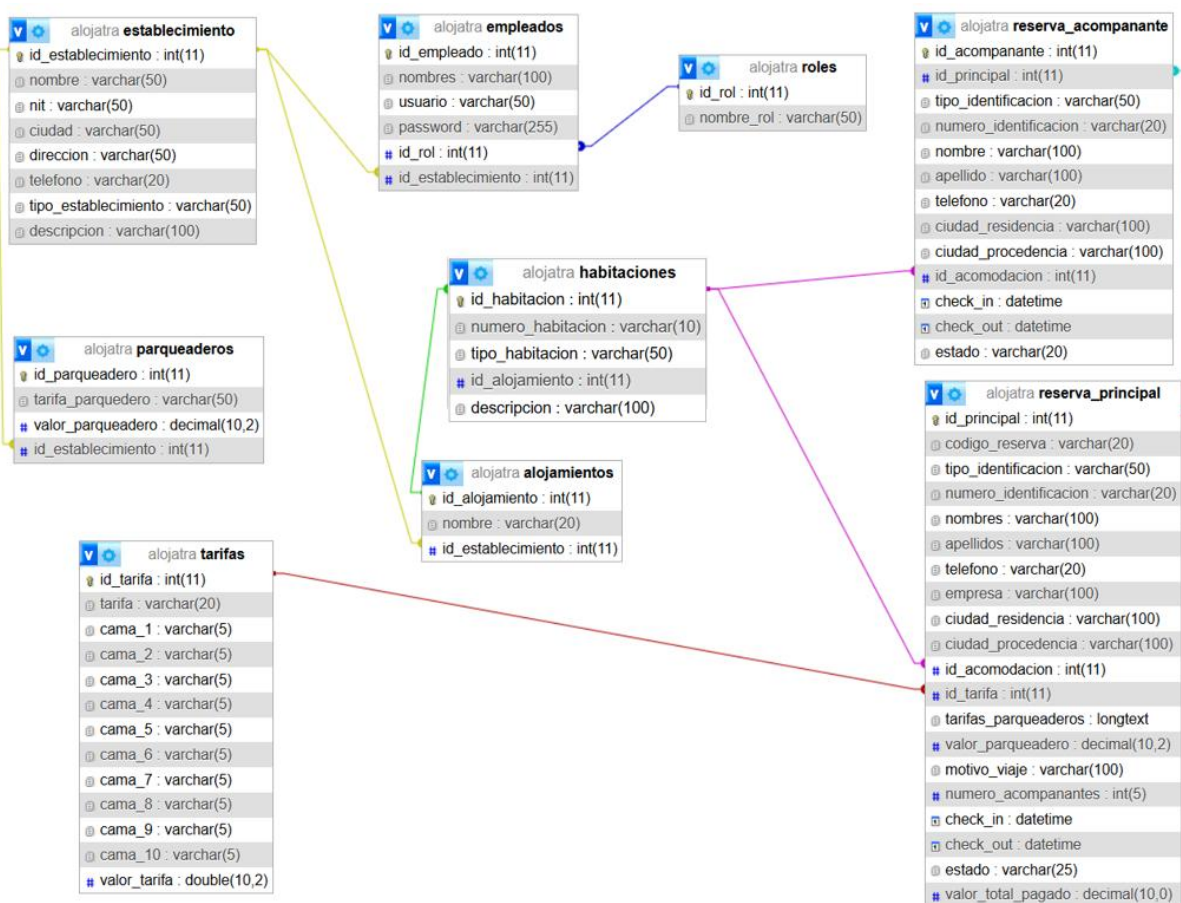 alojatra establecimiento
id_establecimiento : int(11)
nombre : varchar(50)
nit : varchar(50)
ciudad : varchar(50)
direccion : varchar(50)
telefono : varchar(20)
tipo_establecimiento : varchar(50)
descripcion : varchar(100)
alojatra empleados
id_empleado : int(11)
nombres : varchar(100)
usuario : varchar(50)
password : varchar(255)
id_rol : int(11)
id_establecimiento : int(11)
alojatra roles
id_rol : int(11)
nombre_rol : varchar(50)
alojatra reserva_acompanante
id_acompanante : int(11)
id_principal : int(11)
tipo_identificacion : varchar(50)
numero_identificacion : varchar(20)
nombre : varchar(100)
apellido : varchar(100)
telefono : varchar(20)
ciudad_residencia : varchar(100)
ciudad_procedencia : varchar(100)
id_acomodacion : int(11)
check_in : datetime
check_out : datetime
estado : varchar(20)
alojatra habitaciones
id_habitacion : int(11)
numero_habitacion : varchar(10)
tipo_habitacion : varchar(50)
id_alojamiento : int(11)
descripcion : varchar(100)
alojatra parqueaderos
id_parqueadero : int(11)
tarifa_parquedero : varchar(50)
valor_parqueadero : decimal(10,2)
id_establecimiento : int(11)
alojatra alojamientos
id_alojamiento : int(11)
nombre : varchar(20)
id_establecimiento : int(11)
alojatra reserva_principal
id_principal : int(11)
codigo_reserva : varchar(20)
tipo_identificacion : varchar(50)
numero_identificacion : varchar(20)
nombres : varchar(100)
apellidos : varchar(100)
telefono : varchar(20)
empresa : varchar(100)
ciudad_residencia : varchar(100)
ciudad_procedencia : varchar(100)
id_acomodacion : int(11)
id_tarifa : int(11)
tarifas_parqueaderos : longtext
valor_parqueadero : decimal(10,2)
motivo_viaje : varchar(100)
numero_acompanantes : int(5)
check_in : datetime
check_out : datetime
estado : varchar(25)
valor_total_pagado : decimal(10,0)
alojatra tarifas
id_tarifa : int(11)
tarifa : varchar(20)
cama_1 : varchar(5)
cama_2 : varchar(5)
cama_3 : varchar(5)
cama_4 : varchar(5)
cama_5 : varchar(5)
cama_6 : varchar(5)
cama_7 : varchar(5)
cama_8 : varchar(5)
cama_9 : varchar(5)
cama_10 : varchar(5)
valor_tarifa : double(10,2)